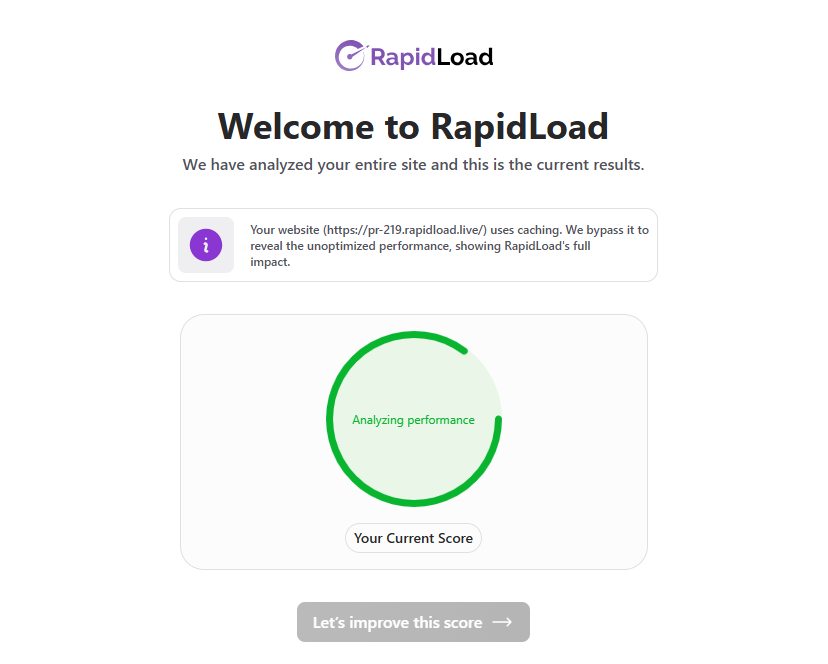 RapidLoad
Welcome to RapidLoad
We have analyzed your entire site and this is the current results.
Your website (https://pr-219.rapidload.live/) uses caching. We bypass it to
reveal the unoptimized performance, showing RapidLoad's full
impact.
Analyzing performance
Your Current Score
Let's improve this score →